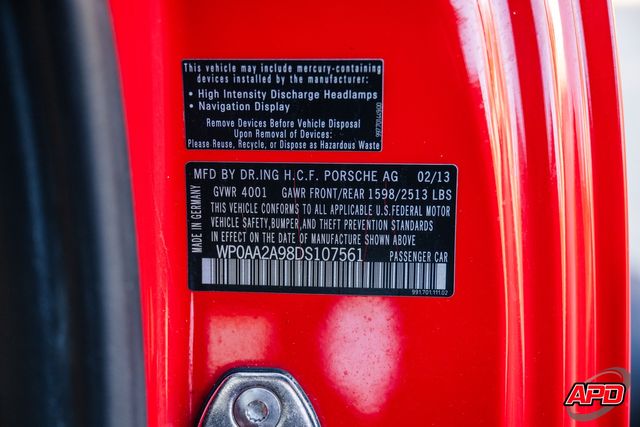 This vehicle may include mercury-containing
devices installed by the manufacturer:
• High Intensity Discharge Headlamps
• Navigation Display
Remove Devices Before Vehicle Disposal
Upon Removal of Devices:
Please Reuse, Recycle, or Dispose as Hazardous Waste
MFD BY DR.ING H.C.F. PORSCHE AG 02/13
GVWR 4001 GAWR FRONT/REAR 1598/2513 LBS
THIS VEHICLE CONFORMS TO ALL APPLICABLE U.S.FEDERAL MOTOR
VEHICLE SAFETY,BUMPER,AND THEFT PREVENTION STANDARDS
IN EFFECT ON THE DATE OF MANUFACTURE SHOWN ABOVE
WP0AA2A98DS107561 PASSENGER CAR
MADE IN GERMANY
991.701.111.02
APD